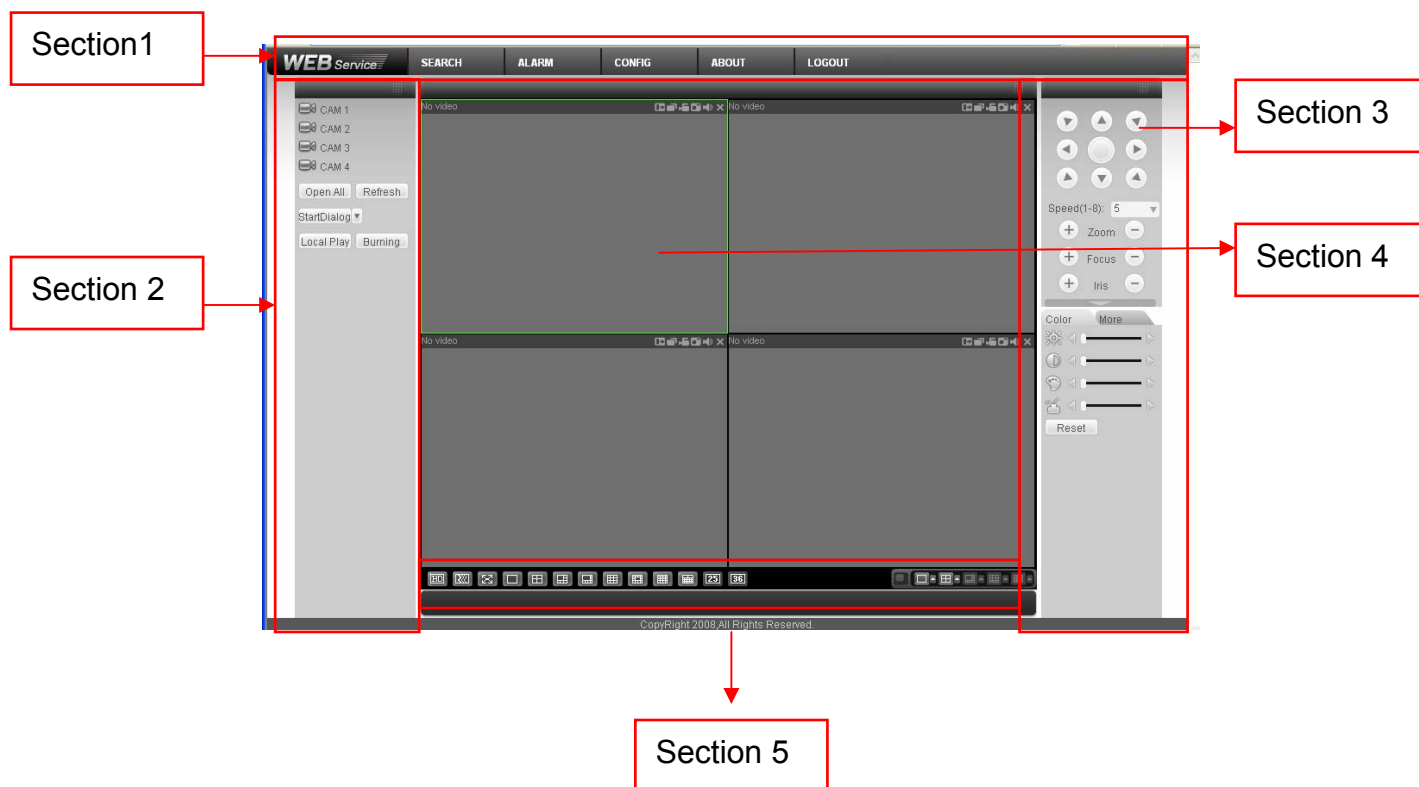 Section1
WEB Service
SEARCH
ALARM
CONFIG
ABOUT
LOGOUT
CAM 1
CAM 2
CAM 3
CAM 4
Open All
Refresh
StartDialog
Local Play
Burning
Section 2
No video
No video
No video
No video
Section 3
Speed(1-8): 5
Zoom
Focus
Iris
Section 4
Color
More
Reset
25
36
CopyRight 2008,All Rights Reserved.
Section 5